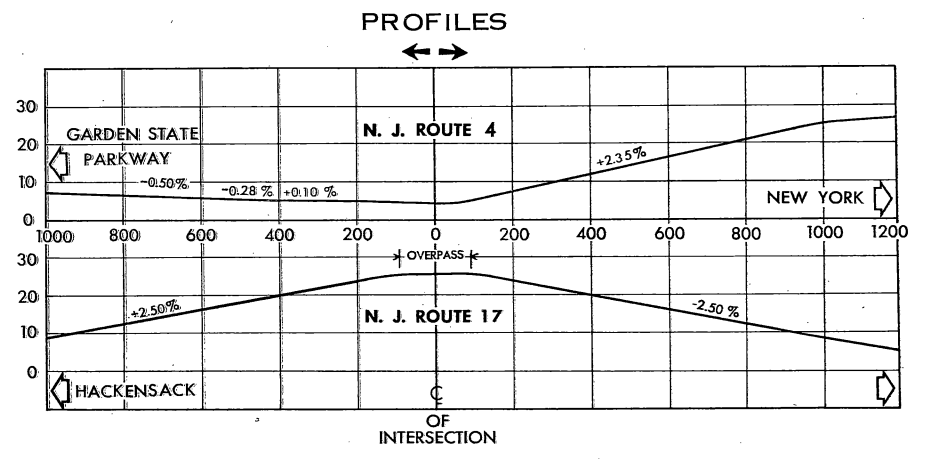 PROFILES
30
20
10
0
GARDEN STATE
PARKWAY
N. J. ROUTE 4
-0.50%
-0.28 %
+0.10 %
+2.35%
NEW YORK
1000 800 600 400 200 0 200 400 600 800 1000 1200
30
20
10
0
OVERPASS
+2.50%
N. J. ROUTE 17
-2.50 %
HACKENSACK
℄
OF
INTERSECTION